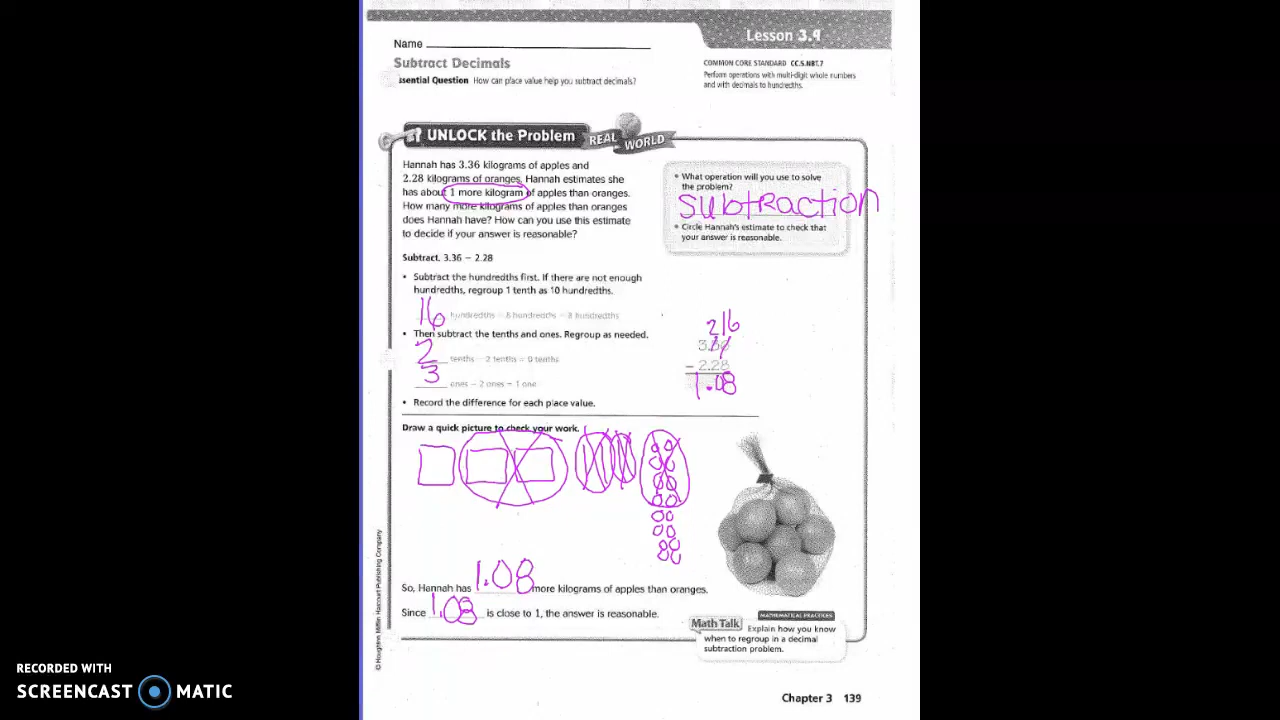 Lesson 3.9
Name
Subtract Decimals
COMMON CORE STANDARD CC.5.NBT.7
Perform operations with multi-digit whole numbers
and with decimals to hundredths.
ssential Question How can place value help you subtract decimals?
UNLOCK the Problem REAL WORLD
Hannah has 3.36 kilograms of apples and
2.28 kilograms of oranges. Hannah estimates she
has about 1 more kilogram of apples than oranges.
How many more kilograms of apples than oranges
does Hannah have? How can you use this estimate
to decide if your answer is reasonable?
• What operation will you use to solve
the problem?
subtraction
• Circle Hannah's estimate to check that
your answer is reasonable.
Subtract. 3.36 − 2.28
• Subtract the hundredths first. If there are not enough
hundredths, regroup 1 tenth as 10 hundredths.
16 hundredths − 8 hundredths = 8 hundredths
• Then subtract the tenths and ones. Regroup as needed.
2 tenths − 2 tenths = 0 tenths
3 ones − 2 ones = 1 one
• Record the difference for each place value.
2 16
3.36
− 2.28
1.08
Draw a quick picture to check your work.
So, Hannah has 1.08 more kilograms of apples than oranges.
Since 1.08 is close to 1, the answer is reasonable.
Math Talk
MATHEMATICAL PRACTICES
Explain how you know
when to regroup in a decimal
subtraction problem.
© Houghton Mifflin Harcourt Publishing Company
Chapter 3 139
RECORDED WITH
SCREENCAST MATIC